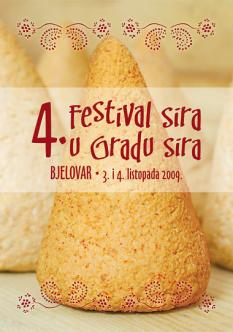 4. Festival sira
u Gradu sira
BJELOVAR • 3. i 4. listopada 2009.